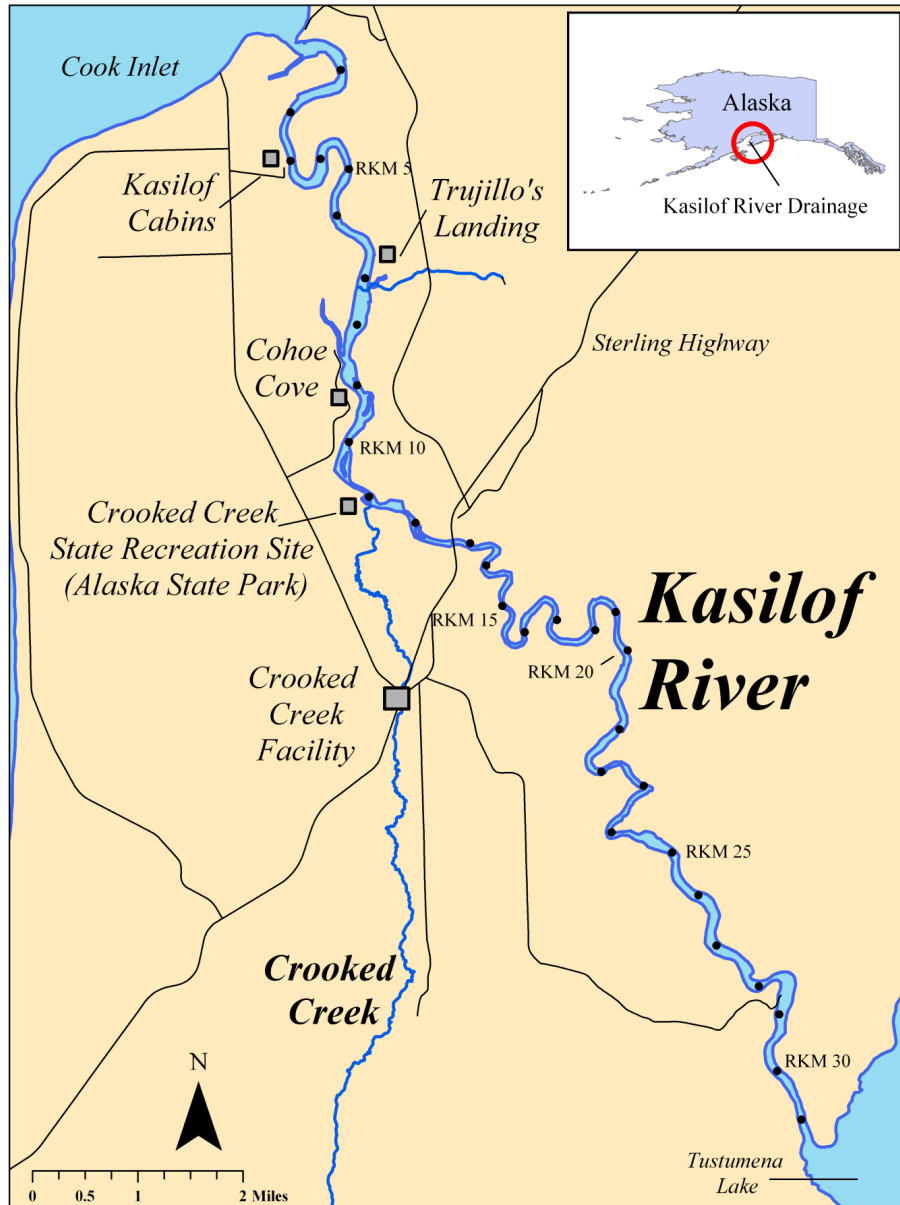 Cook Inlet
Alaska
Kasilof River Drainage
Kasilof
Cabins
RKM 5
Trujillo's
Landing
Cohoe
Cove
Sterling Highway
RKM 10
Crooked Creek
State Recreation Site
(Alaska State Park)
RKM 15
Kasilof
River
RKM 20
Crooked
Creek
Facility
RKM 25
Crooked
Creek
RKM 30
N
Tustumena
Lake
0 0.5 1 2 Miles